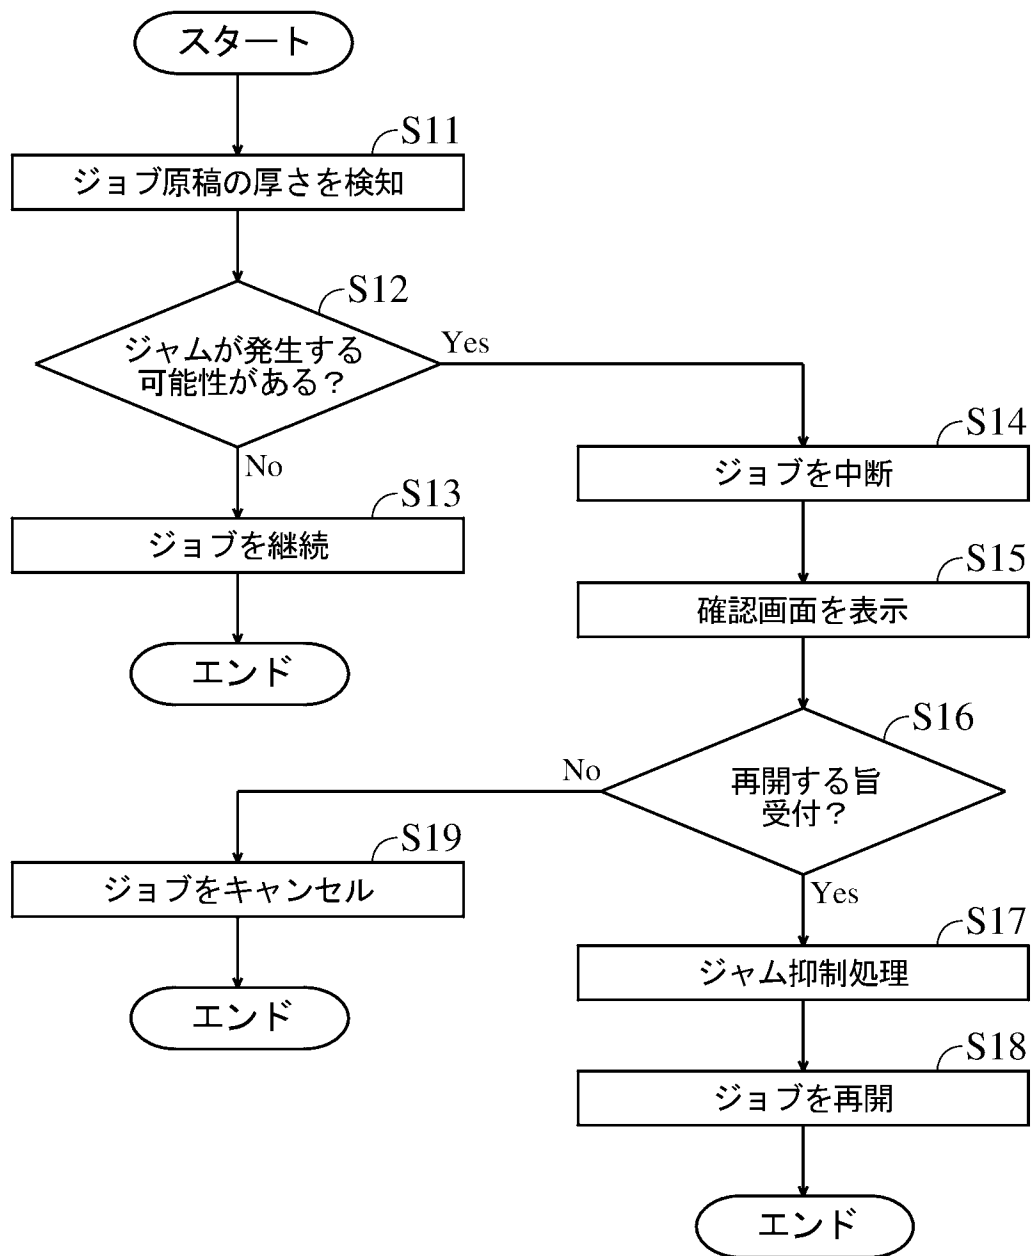 スタート
S11
ジョブ原稿の厚さを検知
S12
ジャムが発生する
可能性がある？
Yes
No
S13
ジョブを継続
エンド
S14
ジョブを中断
S15
確認画面を表示
S16
再開する旨
受付？
No
S19
ジョブをキャンセル
エンド
Yes
S17
ジャム抑制処理
S18
ジョブを再開
エンド